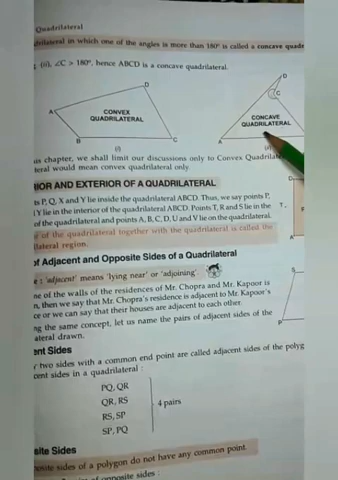 Quadrilateral
drilateral in which one of the angles is more than 180° is called a concave quadr
(ii), ∠C > 180°, hence ABCD is a concave quadrilateral.
D
D
C
A
CONVEX
QUADRILATERAL
CONCAVE
QUADRILATERAL
B
C
A
(i)
(ii)
is chapter, we shall limit our discussions only to Convex Quadrilat
teral would mean convex quadrilateral only.
IOR AND EXTERIOR OF A QUADRILATERAL
ts P, Q, X and Y lie inside the quadrilateral ABCD. Thus, we say points P,
Y lie in the interior of the quadrilateral ABCD. Points T, R and S lie in the
of the quadrilateral and points A, B, C, D, U and V lie on the quadrilateral.
D
T
A
of the quadrilateral together with the quadrilateral is called the
ilateral region.
of Adjacent and Opposite Sides of a Quadrilateral
e : 'adjacent' means 'lying near' or 'adjoining'.
ne of the walls of the residences of Mr. Chopra and Mr. Kapoor is
n, then we say that Mr. Chopra's residence is adjacent to Mr. Kapoor's
ce or we can say that their houses are adjacent to each other.
ng the same concept, let us name the pairs of adjacent sides of the
ateral drawn.
S
P
ent Sides
two sides with a common end point are called adjacent sides of the polyg
cent sides in a quadrilateral :
PQ, QR
QR, RS
4 pairs
RS, SP
SP, PQ
site Sides
posite sides of a polygon do not have any common point.
of opposite sides :